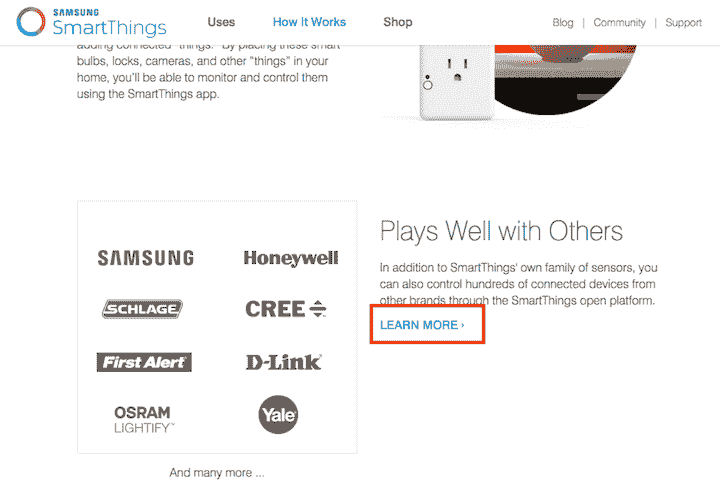 SAMSUNG
SmartThings
Uses
How It Works
Shop
Blog | Community | Support
adding connected "things." By placing these smart
bulbs, locks, cameras, and other "things" in your
home, you'll be able to monitor and control them
using the SmartThings app.
SAMSUNG
Honeywell
SCHLAGE
CREE
First Alert
D-Link
OSRAM
LIGHTIFY™
Yale
And many more ...
Plays Well with Others
In addition to SmartThings' own family of sensors, you
can also control hundreds of connected devices from
other brands through the SmartThings open platform.
LEARN MORE ›